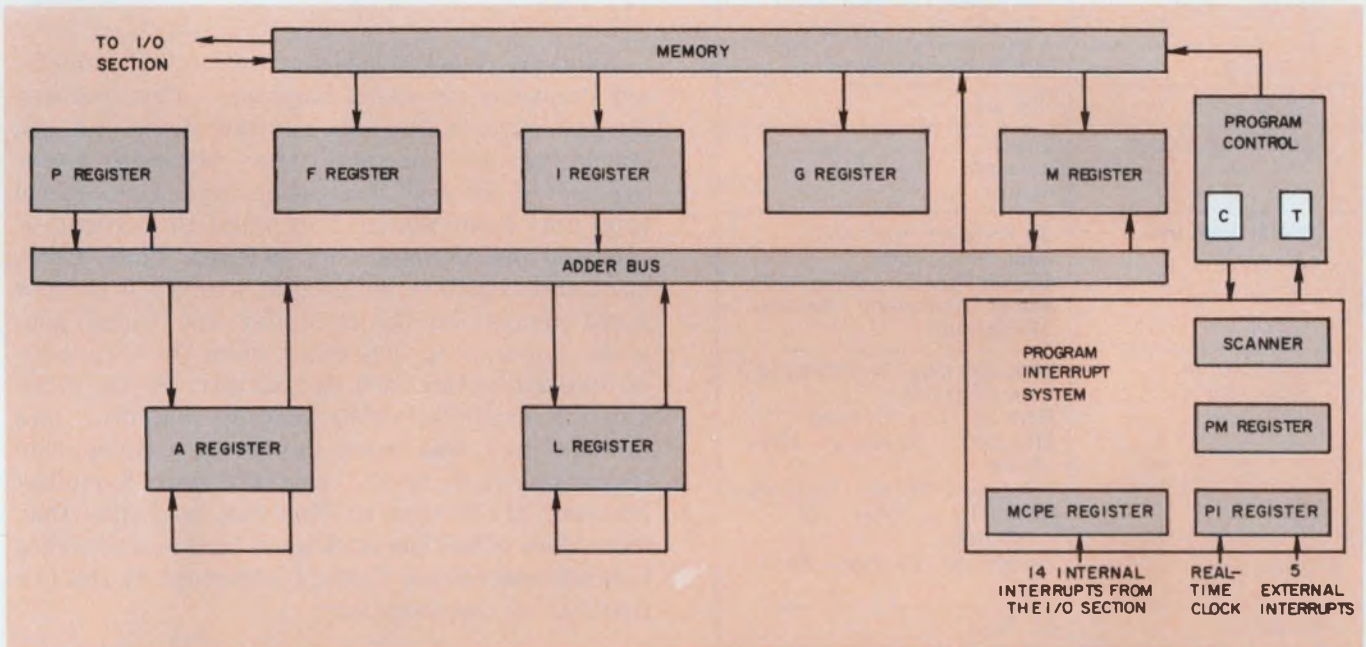 TO I/O
SECTION
MEMORY
P REGISTER
F REGISTER
I REGISTER
G REGISTER
M REGISTER
PROGRAM
CONTROL
C
T
ADDER BUS
A REGISTER
L REGISTER
PROGRAM
INTERRUPT
SYSTEM
SCANNER
PM REGISTER
MCPE REGISTER
PI REGISTER
14 INTERNAL
INTERRUPTS FROM
THE I/O SECTION
REAL-
TIME
CLOCK
5
EXTERNAL
INTERRUPTS